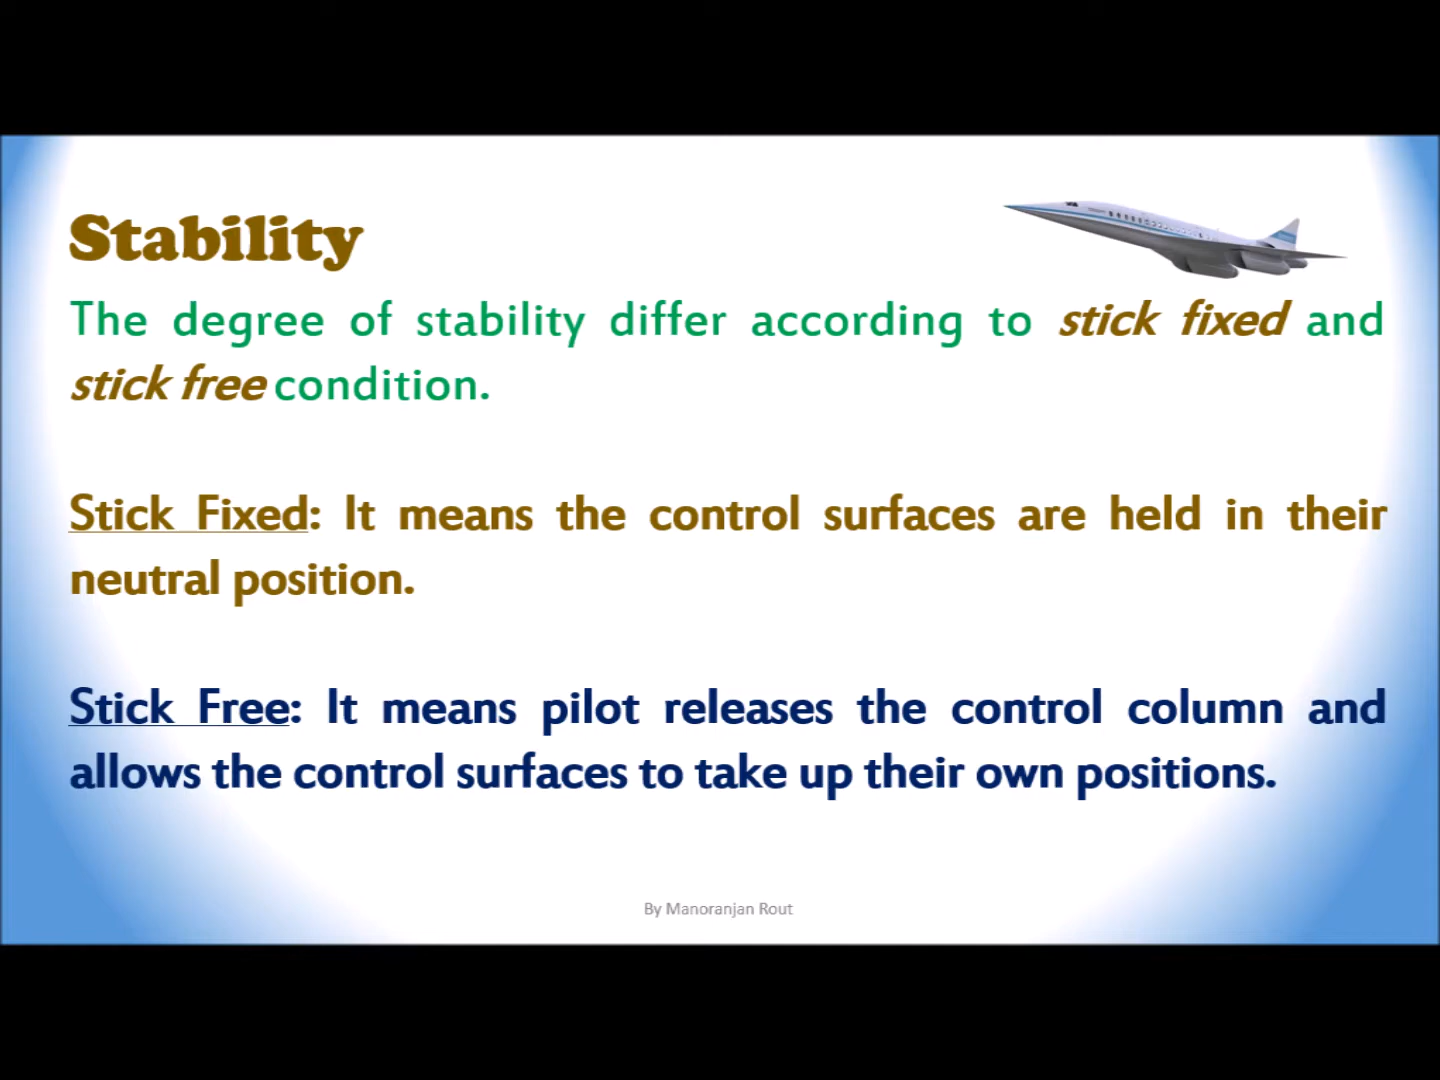 Stability
The degree of stability differ according to stick fixed and
stick free condition.
Stick Fixed: It means the control surfaces are held in their
neutral position.
Stick Free: It means pilot releases the control column and
allows the control surfaces to take up their own positions.
By Manoranjan Rout